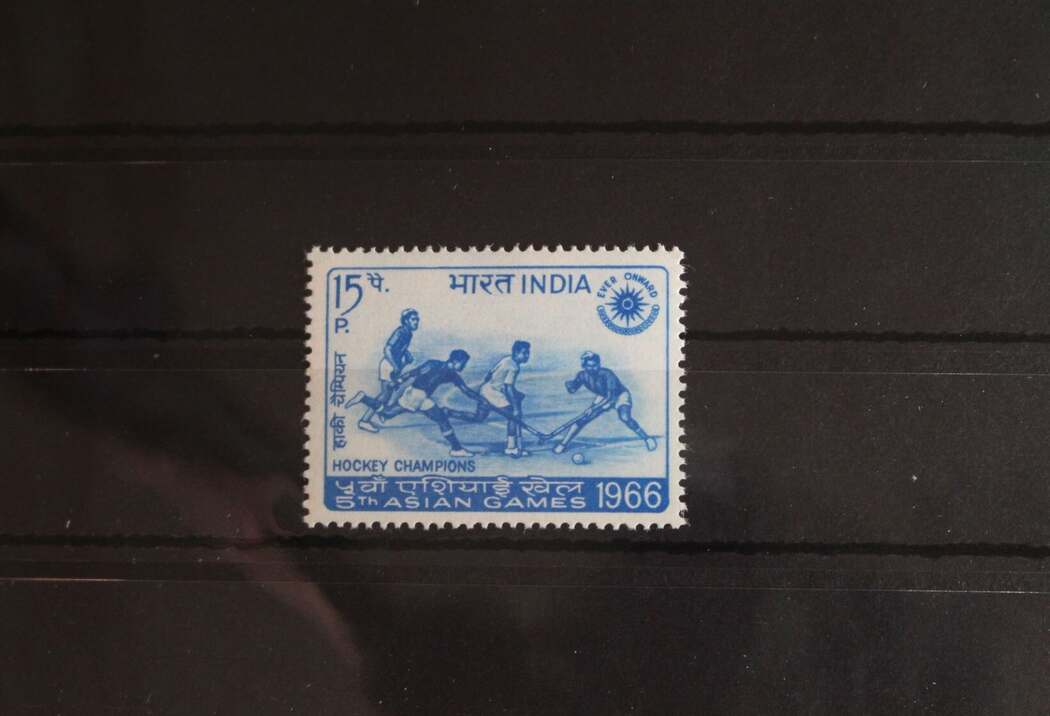 15 पै.
P.
भारत INDIA
EVER ONWARD
हाकी चैम्पियन
HOCKEY CHAMPIONS
५वाँ एशियाई खेल
5TH ASIAN GAMES 1966